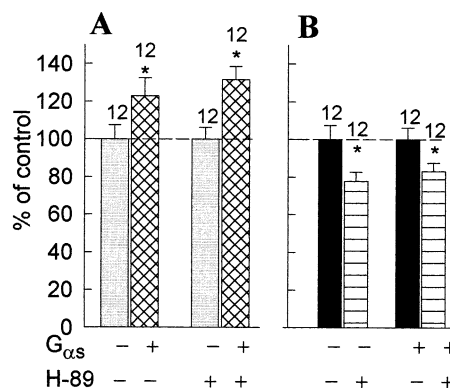 A B
12 12 12 12
* *
12 12 12 12
* *
% of control
140
120
100
80
60
40
20
0
Gαs − + − + − − + +
H-89 − − + + − + − +